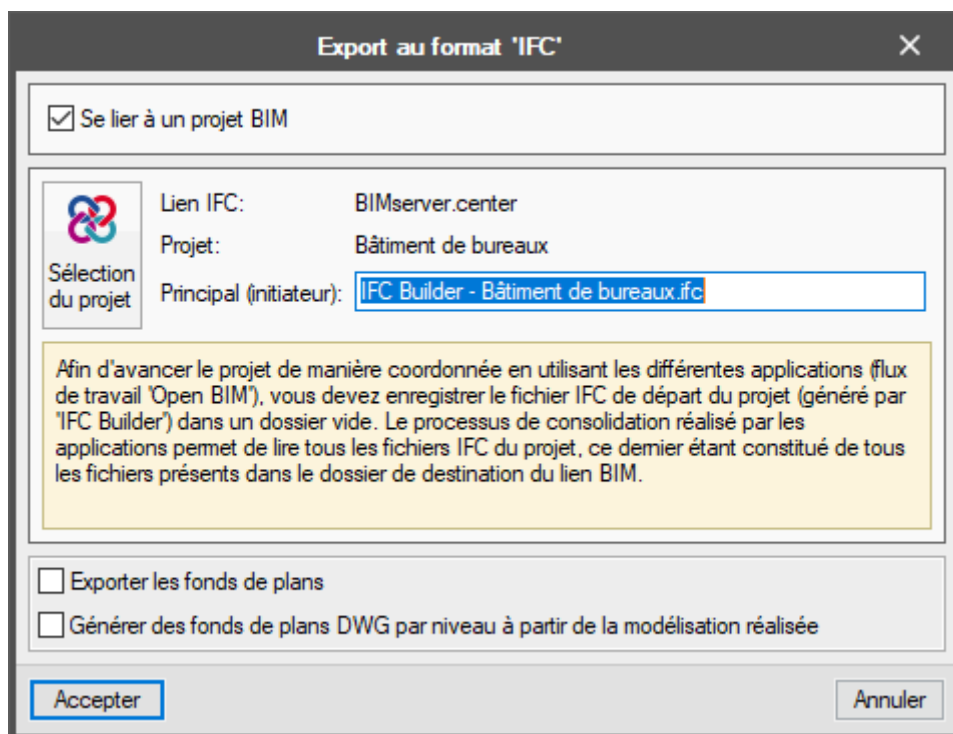 Export au format 'IFC'
Se lier à un projet BIM
Sélection
du projet
Lien IFC: BIMserver.center
Projet: Bâtiment de bureaux
Principal (initiateur): IFC Builder - Bâtiment de bureaux.ifc
Afin d'avancer le projet de manière coordonnée en utilisant les différentes applications (flux
de travail 'Open BIM'), vous devez enregistrer le fichier IFC de départ du projet (généré par
'IFC Builder') dans un dossier vide. Le processus de consolidation réalisé par les
applications permet de lire tous les fichiers IFC du projet, ce dernier étant constitué de tous
les fichiers présents dans le dossier de destination du lien BIM.
Exporter les fonds de plans
Générer des fonds de plans DWG par niveau à partir de la modélisation réalisée
Accepter Annuler